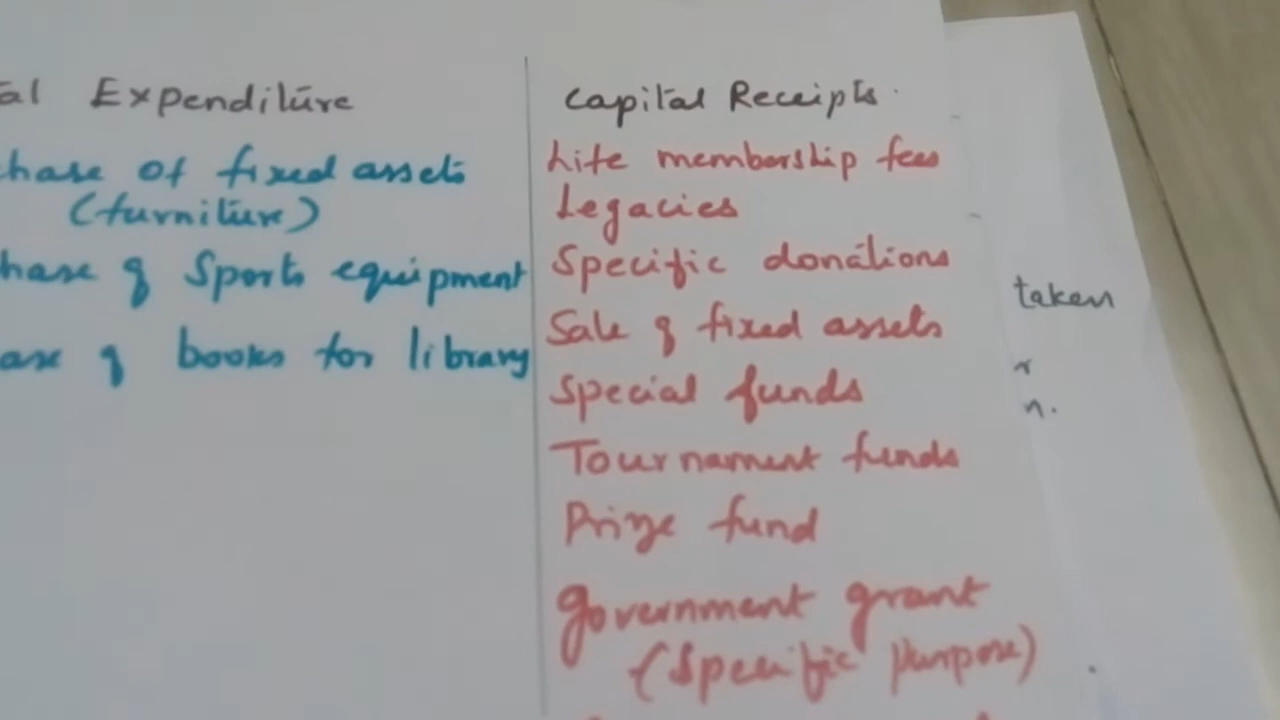 al Expenditure
hase of fixed assets
(furniture)
hase of Sports equipment
ase of books for library
Capital Receipts
Life membership fees
Legacies
Specific donations
Sale of fixed assets
Special funds
Tournament funds
Prize fund
Government grant
(Specific purpose)
taken
r
n.